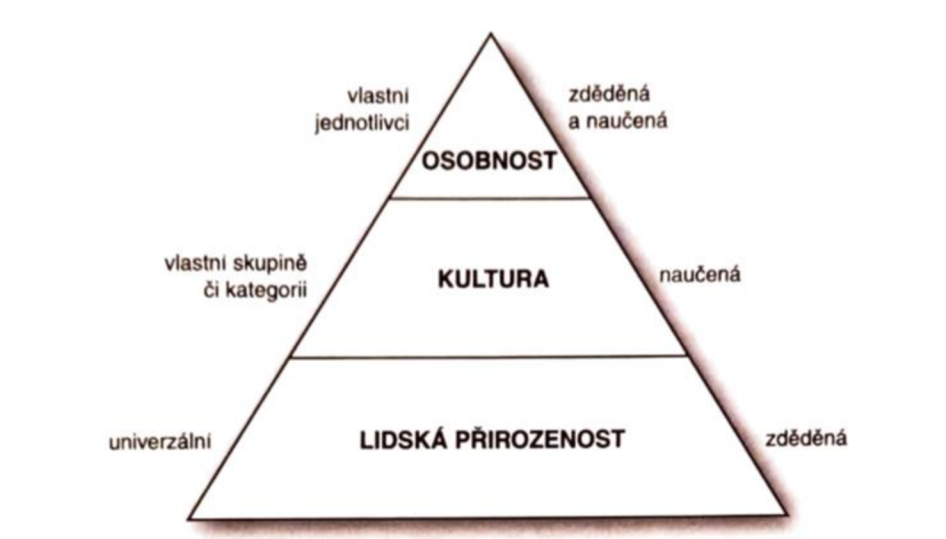 vlastní
jednotlivci
zděděná
a naučená
OSOBNOST
vlastní skupině
či kategorii
KULTURA
naučená
univerzální
LIDSKÁ PŘIROZENOST
zděděná